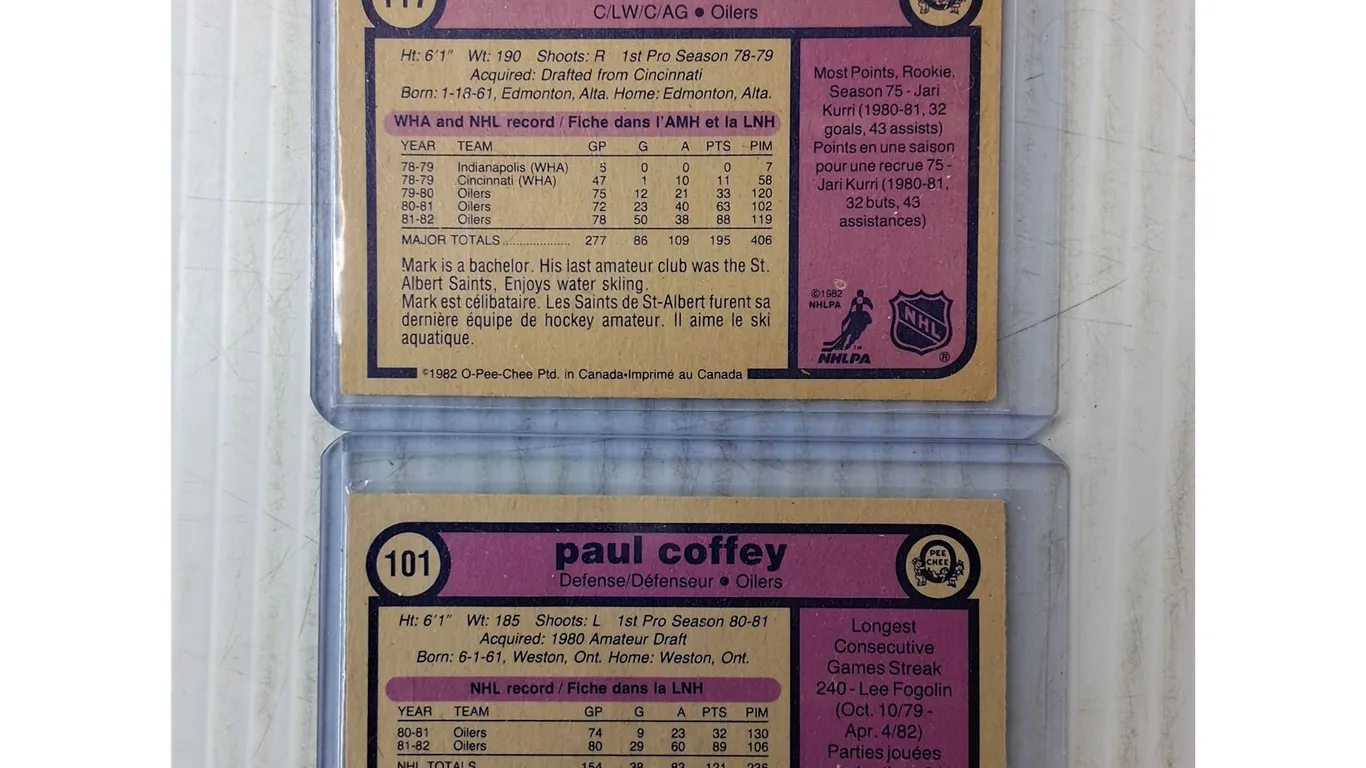 117
C/LW/C/AG • Oilers
Ht: 6'1" Wt: 190 Shoots: R 1st Pro Season 78-79
Acquired: Drafted from Cincinnati
Born: 1-18-61, Edmonton, Alta. Home: Edmonton, Alta.
WHA and NHL record / Fiche dans l'AMH et la LNH
YEAR TEAM GP G A PTS PIM
78-79 Indianapolis (WHA) 5 0 0 0 7
78-79 Cincinnati (WHA) 47 1 10 11 58
79-80 Oilers 75 12 21 33 120
80-81 Oilers 72 23 40 63 102
81-82 Oilers 78 50 38 88 119
MAJOR TOTALS.................... 277 86 109 195 406
Mark is a bachelor. His last amateur club was the St.
Albert Saints, Enjoys water skling.
Mark est célibataire. Les Saints de St-Albert furent sa
dernière équipe de hockey amateur. Il aime le ski
aquatique.
©1982 O-Pee-Chee Ptd. in Canada•Imprimé au Canada
Most Points, Rookie,
Season 75 - Jari
Kurri (1980-81, 32
goals, 43 assists)
Points en une saison
pour une recrue 75 -
Jari Kurri (1980-81,
32 buts, 43
assistances)
©1982
NHLPA
NHLPA
TM
NHL
®
101
paul coffey
Defense/Défenseur • Oilers
PEE
CHEE
Ht: 6'1" Wt: 185 Shoots: L 1st Pro Season 80-81
Acquired: 1980 Amateur Draft
Born: 6-1-61, Weston, Ont. Home: Weston, Ont.
NHL record / Fiche dans la LNH
YEAR TEAM GP G A PTS PIM
80-81 Oilers 74 9 23 32 130
81-82 Oilers 80 29 60 89 106
NHL TOTALS 154 38 83 121 236
Longest
Consecutive
Games Streak
240 - Lee Fogolin
(Oct. 10/79 -
Apr. 4/82)
Parties jouées